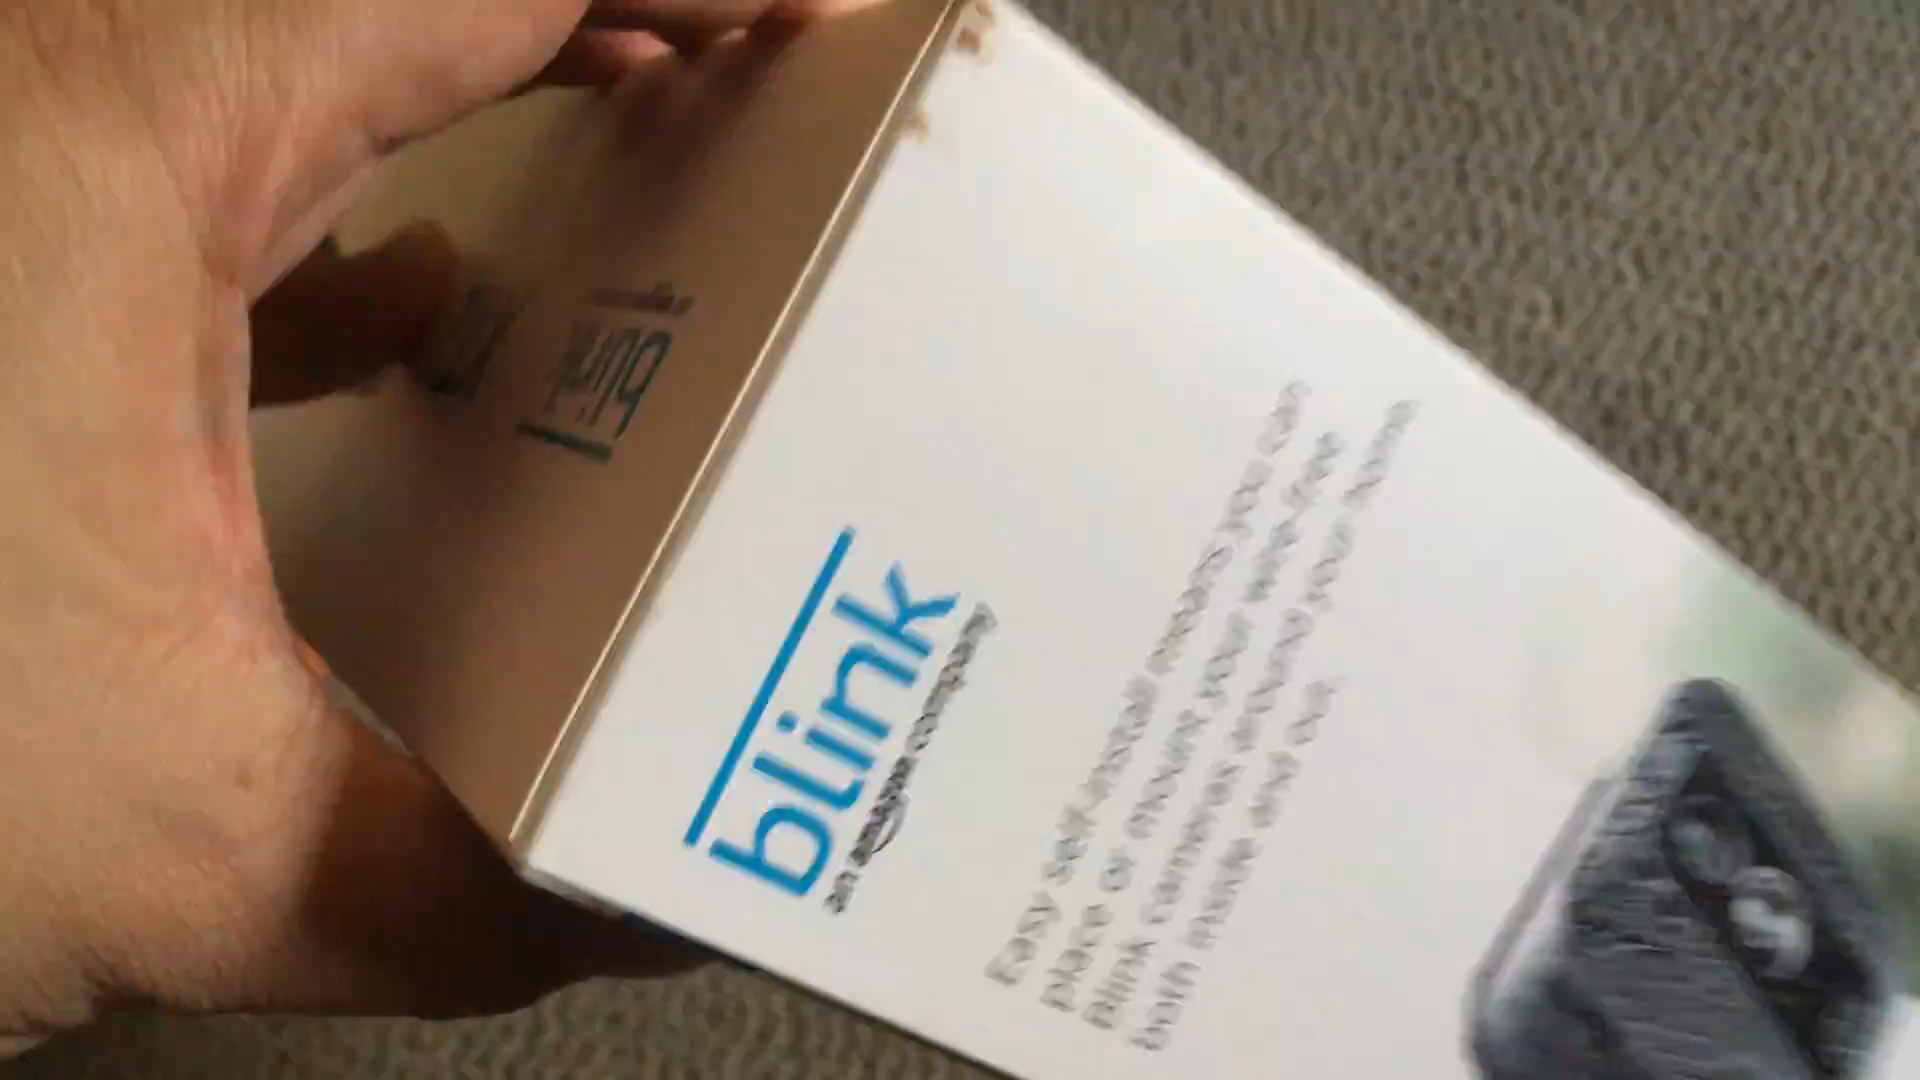 blink
an amazon company
Easy self-install means you can
place or mount your wire-free
Blink cameras around your home,
both inside and out.
blink